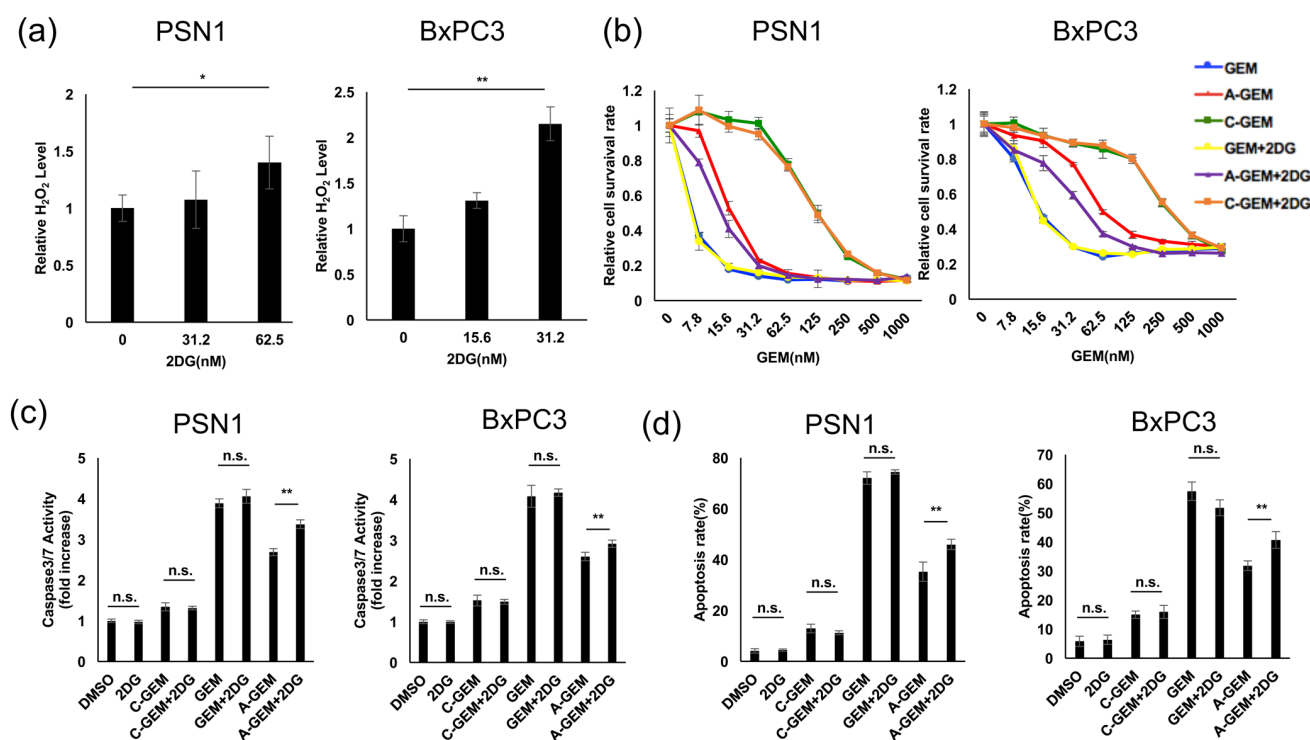 (a)
PSN1
BxPC3
(b)
PSN1
BxPC3
*
Relative H₂O₂ Level
2
1.5
1
0.5
0
0
31.2
62.5
2DG(nM)
**
Relative H₂O₂ Level
2.5
2
1.5
1
0.5
0
0
15.6
31.2
2DG(nM)
Relative cell survival rate
1.2
1
0.8
0.6
0.4
0.2
0
0
7.8
15.6
31.2
62.5
125
250
500
1000
GEM(nM)
Relative cell survival rate
1.2
1
0.8
0.6
0.4
0.2
0
0
7.8
15.6
31.2
62.5
125
250
500
1000
GEM(nM)
GEM
A-GEM
C-GEM
GEM+2DG
A-GEM+2DG
C-GEM+2DG
(c)
PSN1
BxPC3
(d)
PSN1
BxPC3
Caspase3/7 Activity
(fold increase)
5
4
3
2
1
0
n.s.
n.s.
n.s.
**
DMSO
2DG
C-GEM
C-GEM+2DG
GEM
GEM+2DG
A-GEM
A-GEM+2DG
Caspase3/7 Activity
(fold increase)
5
4
3
2
1
0
n.s.
n.s.
n.s.
**
DMSO
2DG
C-GEM
C-GEM+2DG
GEM
GEM+2DG
A-GEM
A-GEM+2DG
Apoptosis rate(%)
80
60
40
20
0
n.s.
n.s.
n.s.
**
DMSO
2DG
C-GEM
C-GEM+2DG
GEM
GEM+2DG
A-GEM
A-GEM+2DG
Apoptosis rate(%)
70
60
50
40
30
20
10
0
n.s.
n.s.
n.s.
**
DMSO
2DG
C-GEM
C-GEM+2DG
GEM
GEM+2DG
A-GEM
A-GEM+2DG